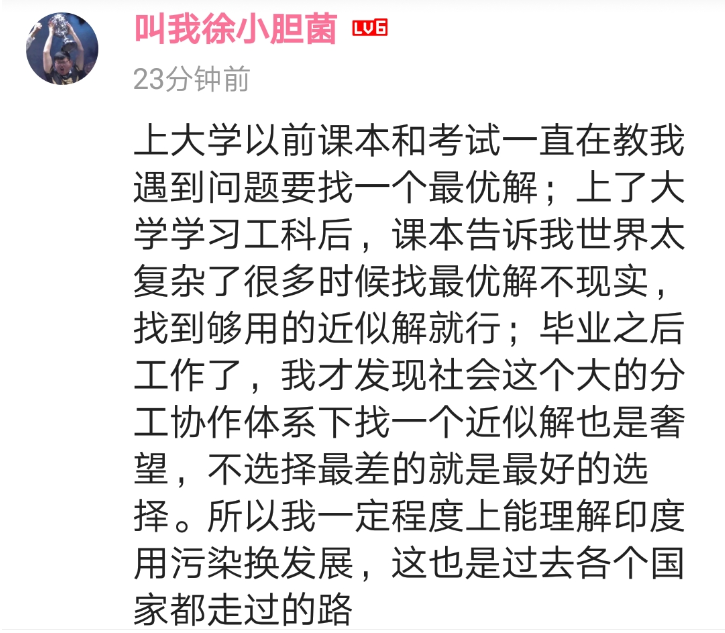 叫我徐小胆菌 LV6
23分钟前
上大学以前课本和考试一直在教我
遇到问题要找一个最优解；上了大
学学习工科后，课本告诉我世界太
复杂了很多时候找最优解不现实，
找到够用的近似解就行；毕业之后
工作了，我才发现社会这个大的分
工协作体系下找一个近似解也是奢
望，不选择最差的就是最好的选
择。所以我一定程度上能理解印度
用污染换发展，这也是过去各个国
家都走过的路